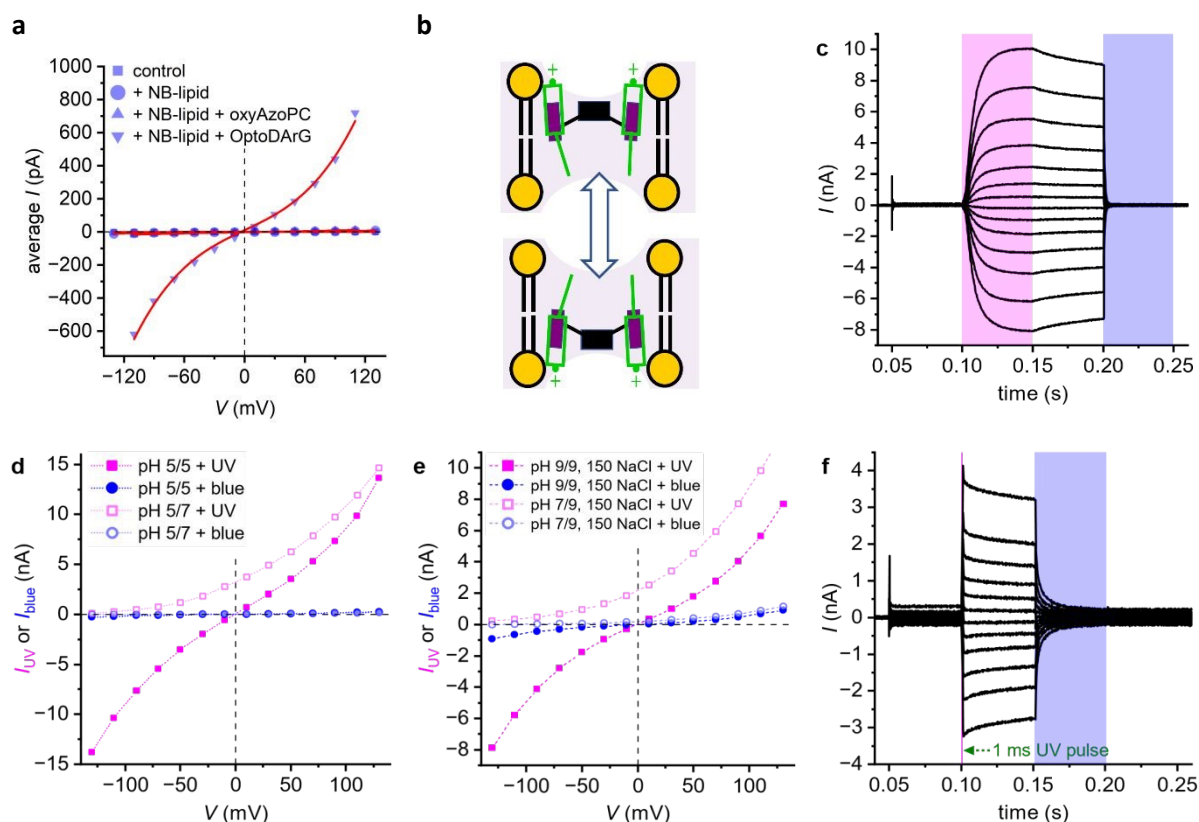 a
1000
800
600
400
200
0
−200
−400
−600
average I (pA)
control
+ NB-lipid
+ NB-lipid + oxyAzoPC
+ NB-lipid + OptoDArG
−120 −60 0 60 120
V (mV)
b
+ +
+ +
c
10
8
6
4
2
0
−2
−4
−6
−8
I (nA)
0.05 0.10 0.15 0.20 0.25
time (s)
d
15
10
5
0
−5
−10
−15
I_UV or I_blue (nA)
pH 5/5 + UV
pH 5/5 + blue
pH 5/7 + UV
pH 5/7 + blue
−100 −50 0 50 100
V (mV)
e
10
8
6
4
2
0
−2
−4
−6
−8
I_UV or I_blue (nA)
pH 9/9, 150 NaCl + UV
pH 9/9, 150 NaCl + blue
pH 7/9, 150 NaCl + UV
pH 7/9, 150 NaCl + blue
−100 −50 0 50 100
V (mV)
f
4
3
2
1
0
−1
−2
−3
−4
I (nA)
1 ms UV pulse
0.05 0.10 0.15 0.20 0.25
time (s)